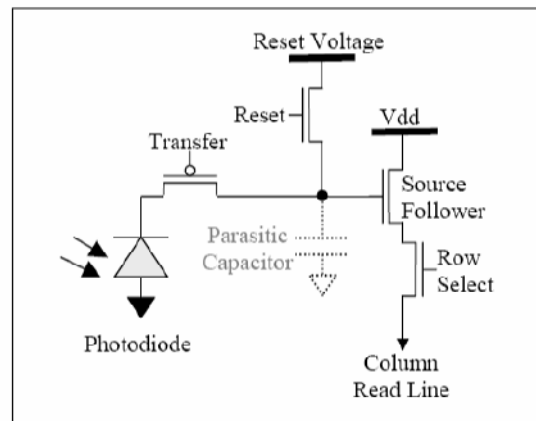 Reset Voltage
Reset
Vdd
Transfer
Source
Follower
Parasitic
Capacitor
Row
Select
Photodiode
Column
Read Line